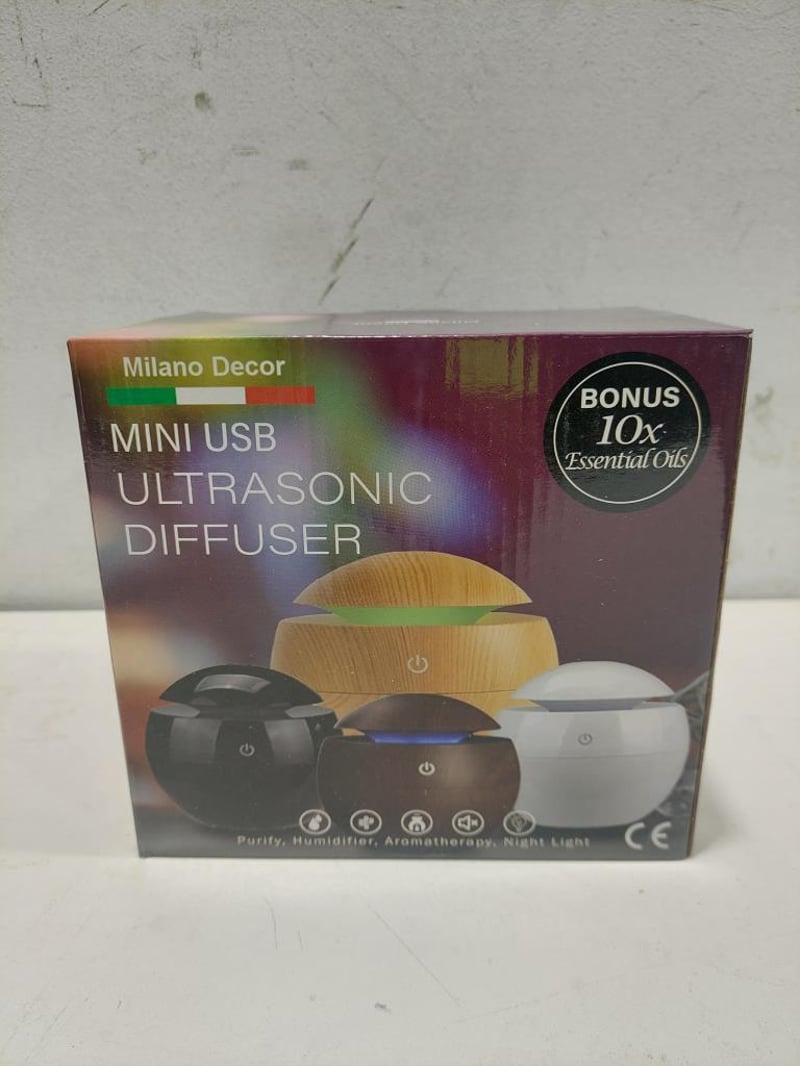 Milano Decor
MINI USB
ULTRASONIC
DIFFUSER
BONUS
10x
Essential Oils
Purify, Humidifier, Aromatherapy, Night Light
CE